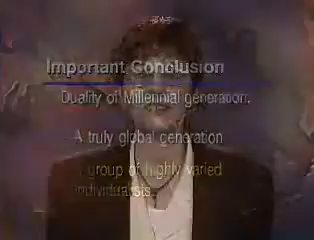 Important Conclusion
Duality of Millennial generation.
A truly global generation
group of highly varied
individualists.